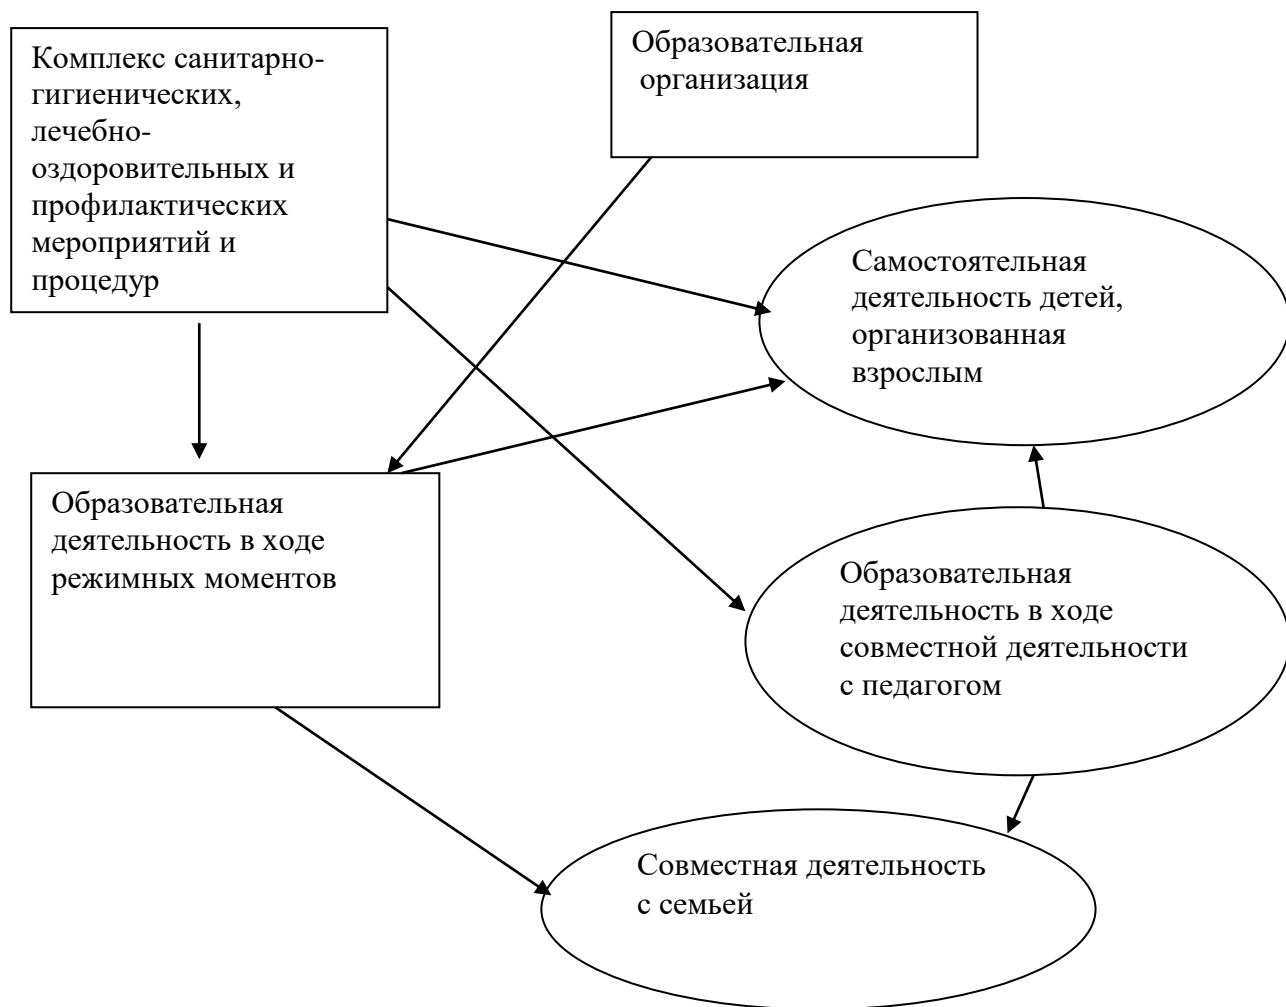 Комплекс санитарно-
гигиенических,
лечебно-
оздоровительных и
профилактических
мероприятий и
процедур
Образовательная
организация
Самостоятельная
деятельность детей,
организованная
взрослым
Образовательная
деятельность в ходе
режимных моментов
Образовательная
деятельность в ходе
совместной деятельности
с педагогом
Совместная деятельность
с семьей